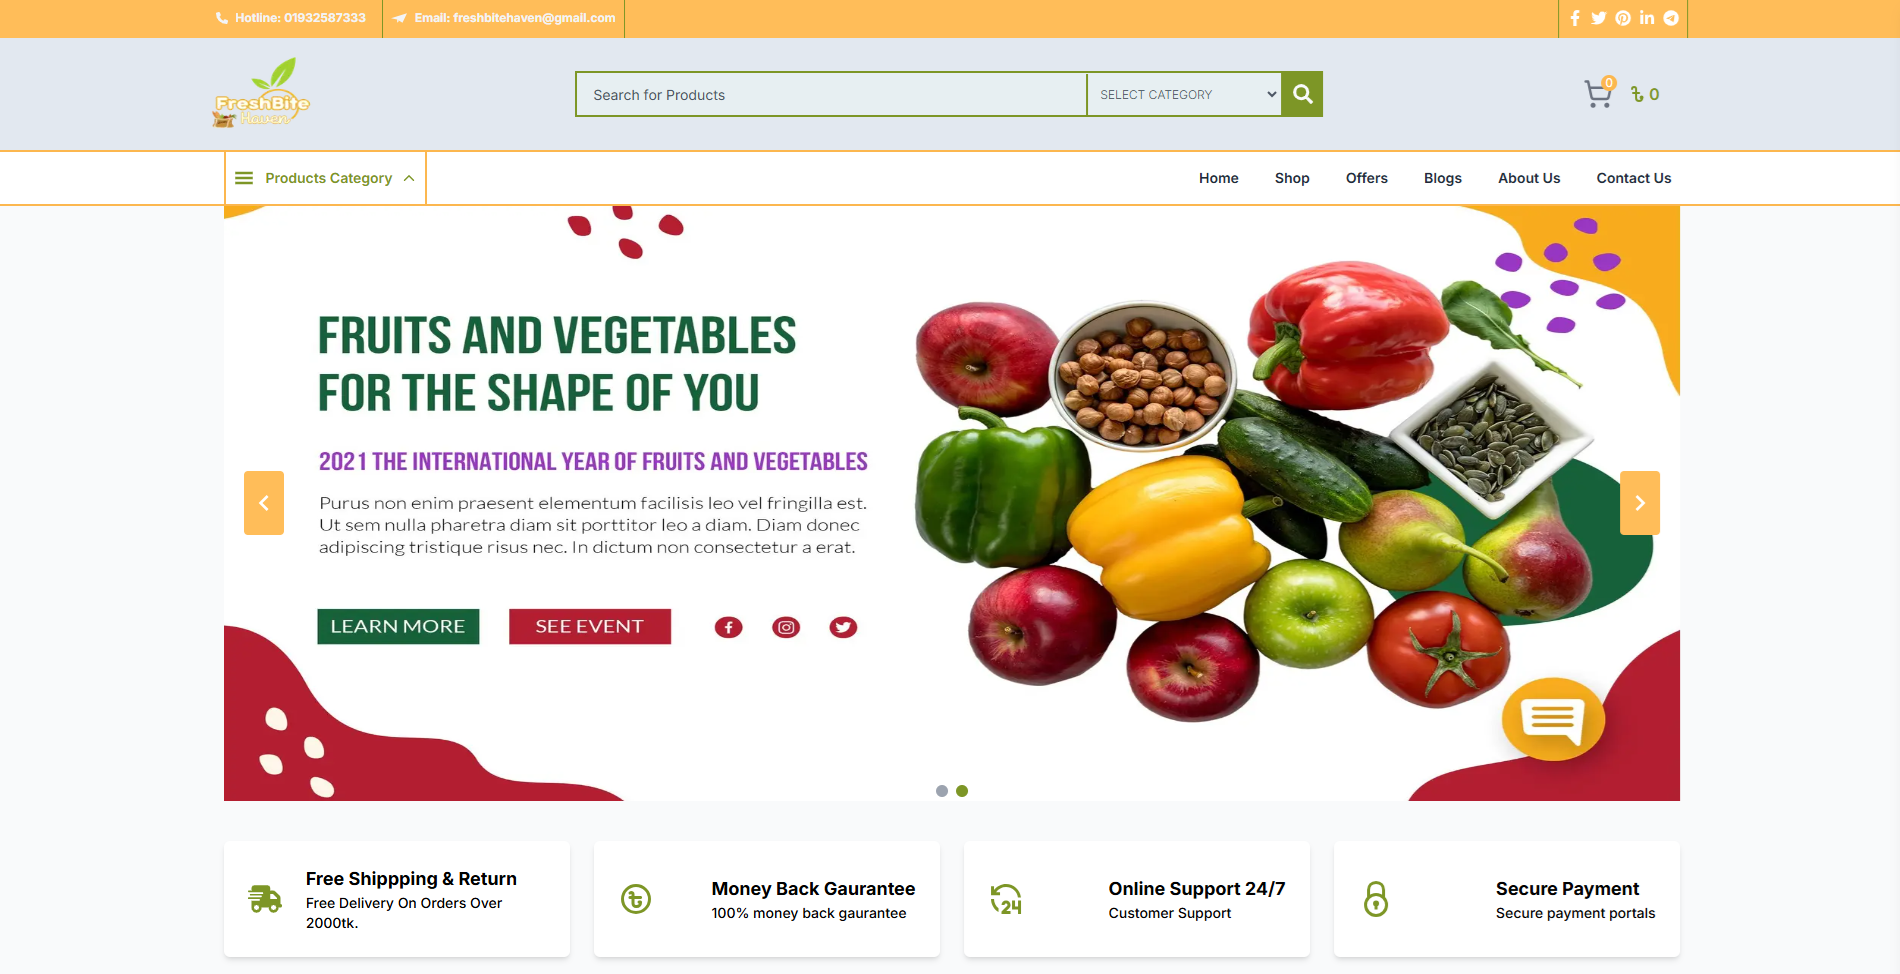 Hotline: 01932587333
Email: freshbitehaven@gmail.com
FreshBite
Haven
Search for Products
SELECT CATEGORY
0
৳ 0
Products Category
Home
Shop
Offers
Blogs
About Us
Contact Us
FRUITS AND VEGETABLES
FOR THE SHAPE OF YOU
2021 THE INTERNATIONAL YEAR OF FRUITS AND VEGETABLES
Purus non enim praesent elementum facilisis leo vel fringilla est.
Ut sem nulla pharetra diam sit porttitor leo a diam. Diam donec
adipiscing tristique risus nec. In dictum non consectetur a erat.
LEARN MORE
SEE EVENT
Free Shippping & Return
Free Delivery On Orders Over
2000tk.
৳
Money Back Gaurantee
100% money back gaurantee
24
Online Support 24/7
Customer Support
Secure Payment
Secure payment portals